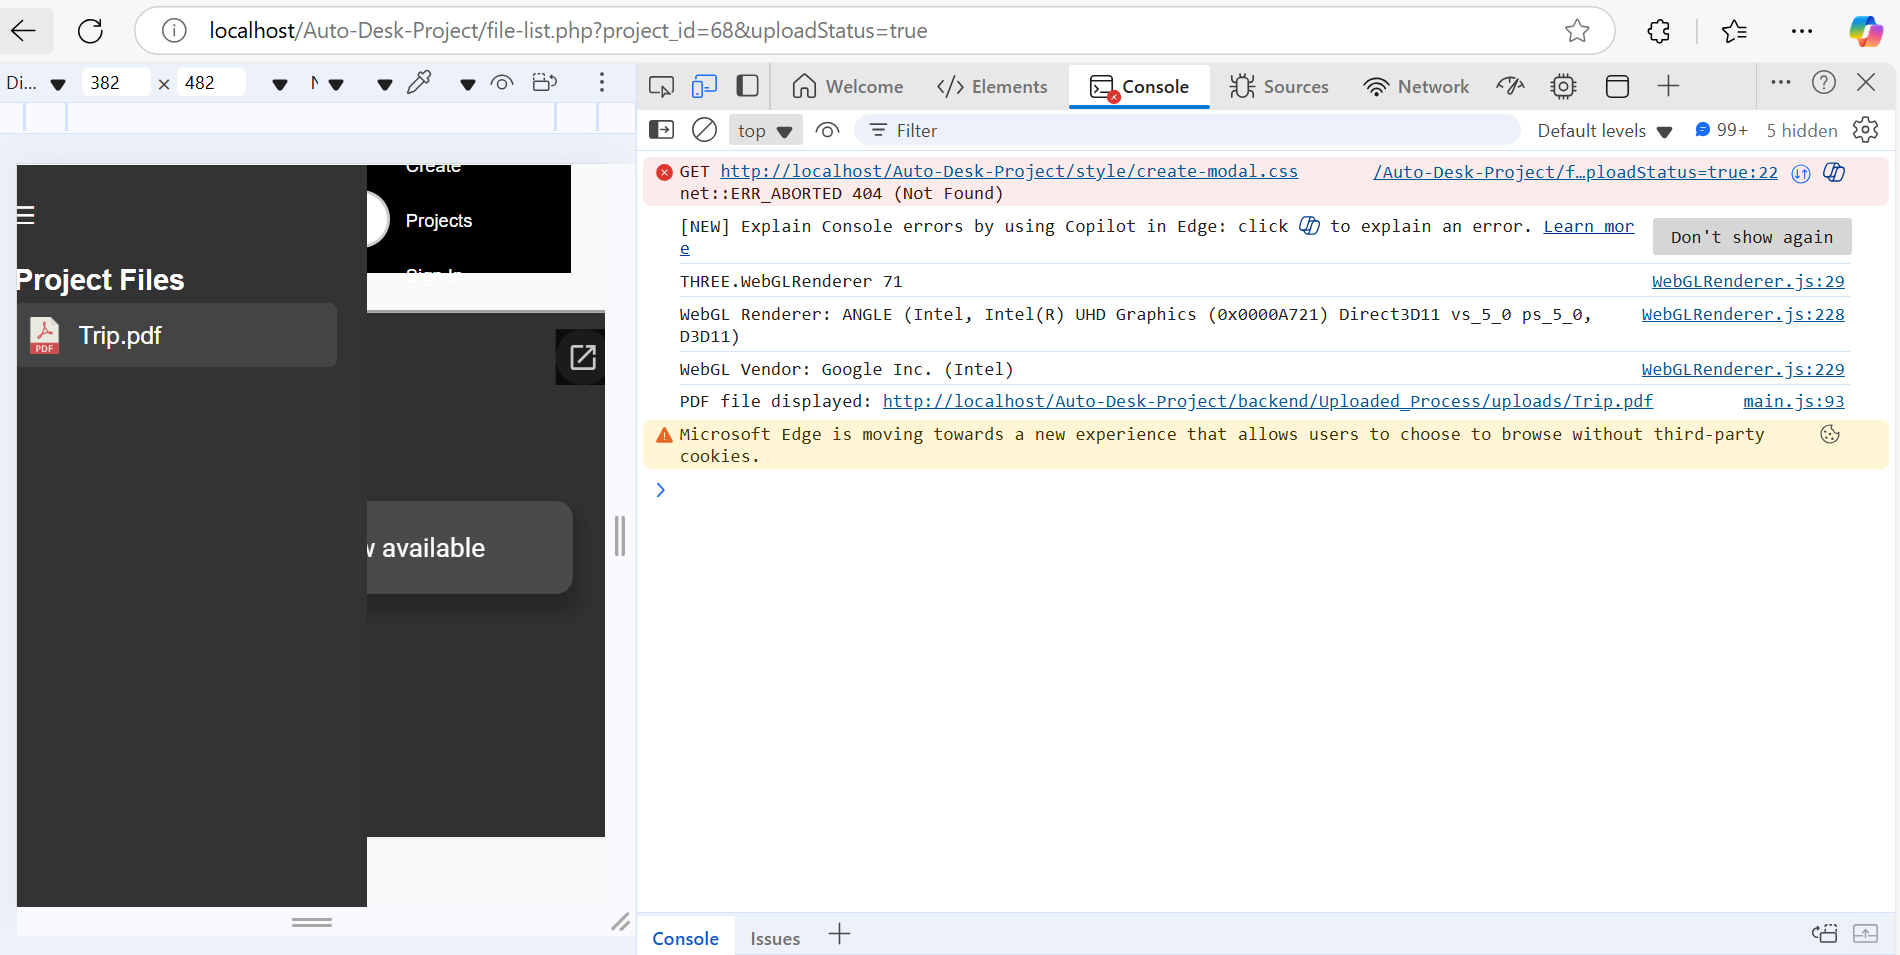 localhost/Auto-Desk-Project/file-list.php?project_id=68&uploadStatus=true
Di... 382 × 482
Welcome
Elements
Console
Sources
Network
top
Filter
Default levels
99+
5 hidden
Create
Projects
Sign In
Project Files
PDF
Trip.pdf
available
GET http://localhost/Auto-Desk-Project/style/create-modal.css /Auto-Desk-Project/f…ploadStatus=true:22
net::ERR_ABORTED 404 (Not Found)
[NEW] Explain Console errors by using Copilot in Edge: click to explain an error. Learn mor
e
Don't show again
THREE.WebGLRenderer 71 WebGLRenderer.js:29
WebGL Renderer: ANGLE (Intel, Intel(R) UHD Graphics (0x0000A721) Direct3D11 vs_5_0 ps_5_0, WebGLRenderer.js:228
D3D11)
WebGL Vendor: Google Inc. (Intel) WebGLRenderer.js:229
PDF file displayed: http://localhost/Auto-Desk-Project/backend/Uploaded_Process/uploads/Trip.pdf main.js:93
Microsoft Edge is moving towards a new experience that allows users to choose to browse without third-party
cookies.
Console
Issues